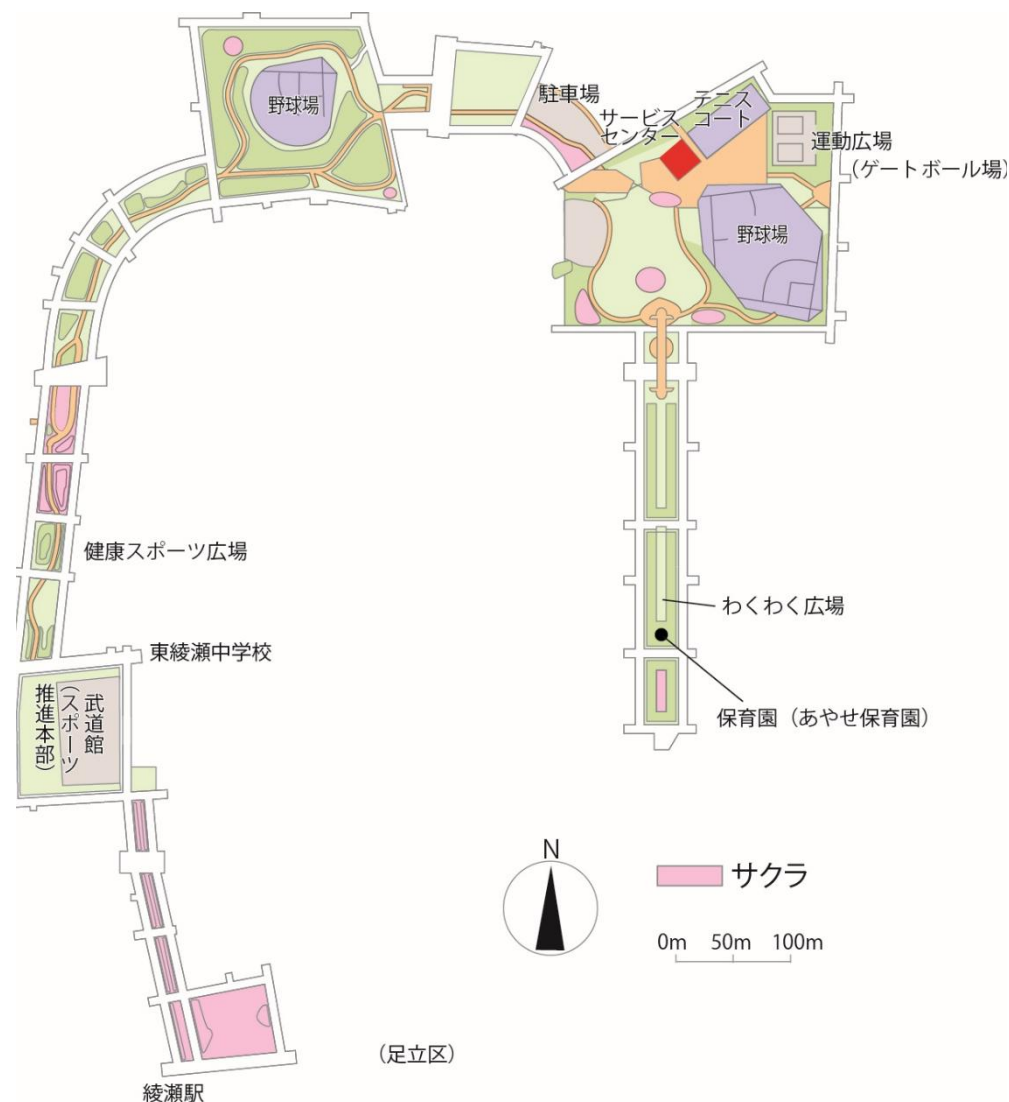 野球場
駐車場
サービス
センター
テニス
コート
運動広場
(ゲートボール場)
野球場
健康スポーツ広場
わくわく広場
東綾瀬中学校
武道館
(スポーツ
推進本部)
保育園（あやせ保育園）
N
サクラ
0m 50m 100m
（足立区）
綾瀬駅